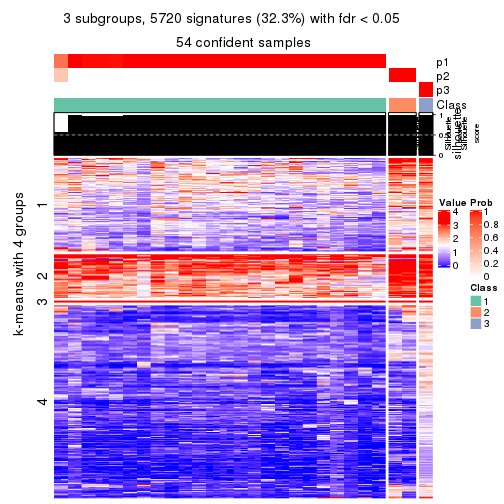 3 subgroups, 5720 signatures (32.3%) with fdr < 0.05
54 confident samples
p1
p2
p3
Class
1
0.5
0
silhouette
Silhouette
score
k-means with 4 groups
1
2
3
4
Value
4
3
2
1
0
Prob
1
0.8
0.6
0.4
0.2
0
Class
1
2
3